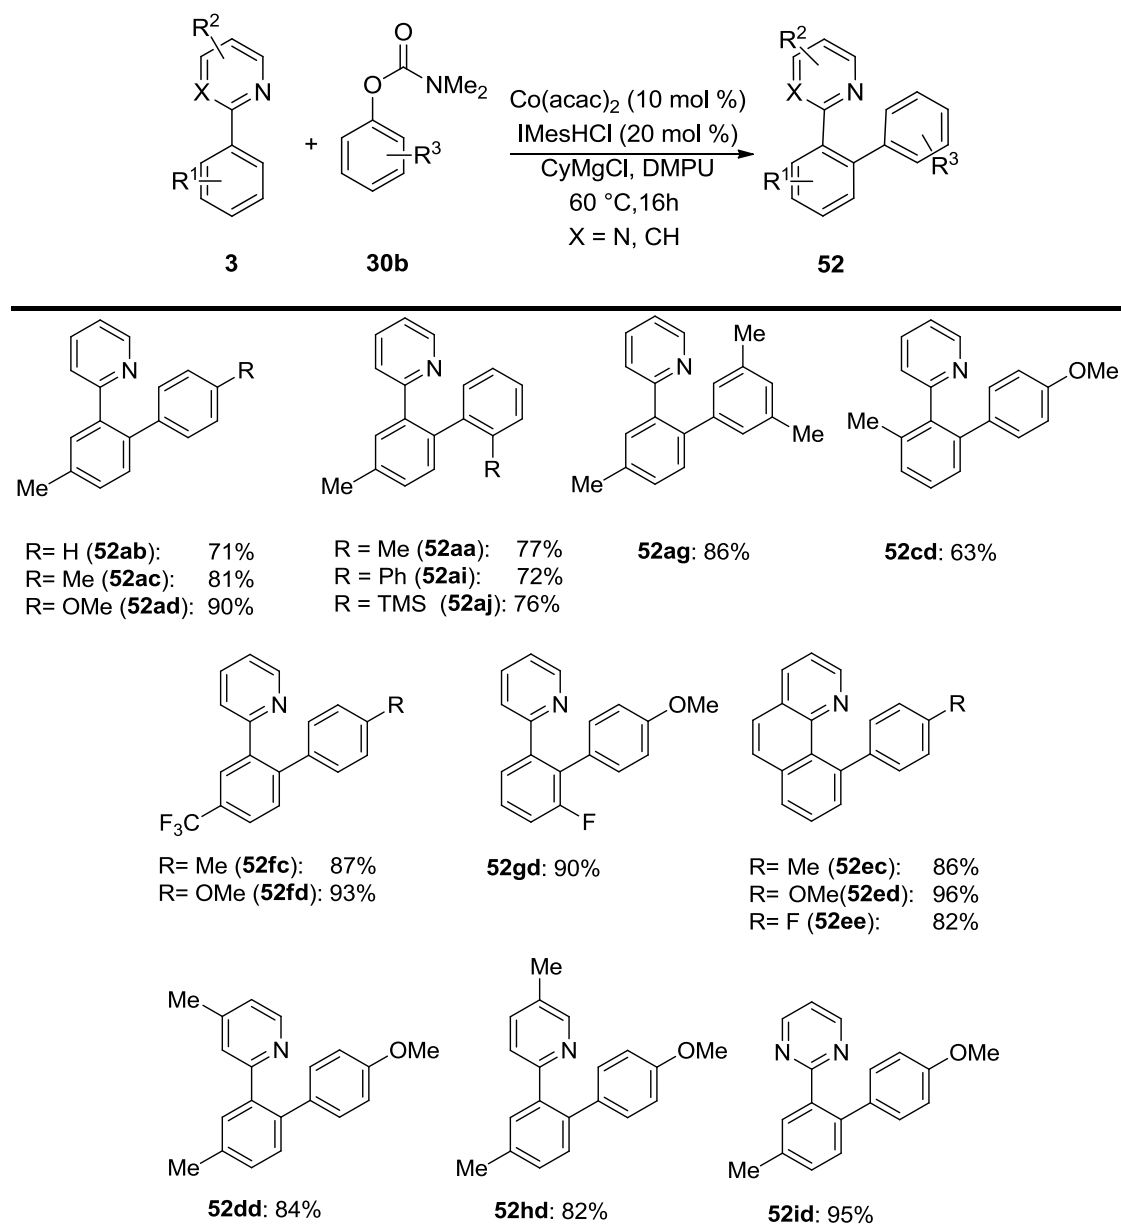 R2
O
X N O NMe2
Co(acac)2 (10 mol %)
IMesHCl (20 mol %)
CyMgCl, DMPU
60 °C,16h
X = N, CH
R1 + R3
R2
X N
R1 R3
3 30b 52
N R
Me
R= H (52ab): 71%
R= Me (52ac): 81%
R= OMe (52ad): 90%
N
R
Me
R = Me (52aa): 77%
R = Ph (52ai): 72%
R = TMS (52aj): 76%
Me
N
Me
Me
52ag: 86%
N OMe
Me
52cd: 63%
N R
F3C
R= Me (52fc): 87%
R= OMe (52fd): 93%
N OMe
F
52gd: 90%
N R
R= Me (52ec): 86%
R= OMe(52ed): 96%
R= F (52ee): 82%
Me
N OMe
Me
52dd: 84%
Me
N OMe
Me
52hd: 82%
N N OMe
Me
52id: 95%